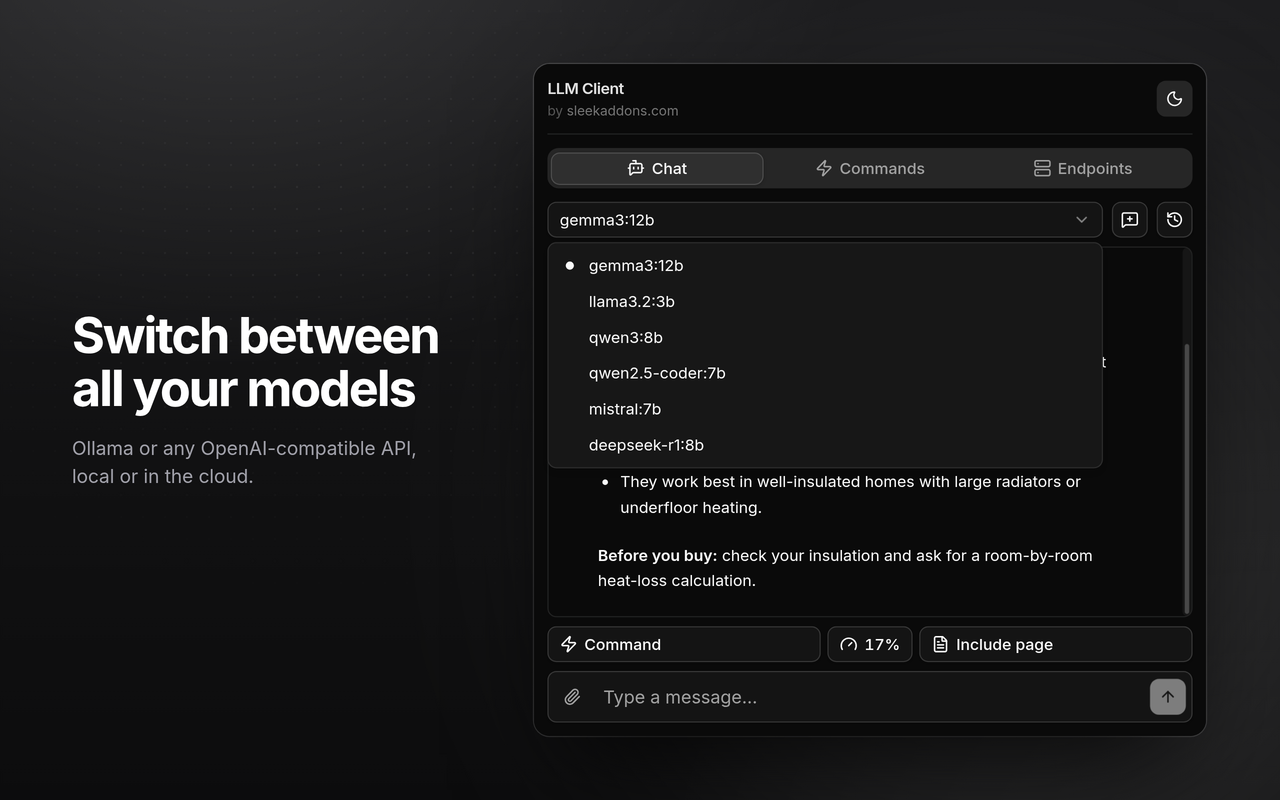 Switch between
all your models
Ollama or any OpenAI-compatible API,
local or in the cloud.
LLM Client
by sleekaddons.com
Chat
Commands
Endpoints
gemma3:12b
gemma3:12b
llama3.2:3b
qwen3:8b
qwen2.5-coder:7b
mistral:7b
deepseek-r1:8b
t
They work best in well-insulated homes with large radiators or
underfloor heating.
Before you buy: check your insulation and ask for a room-by-room
heat-loss calculation.
Command
17%
Include page
Type a message...